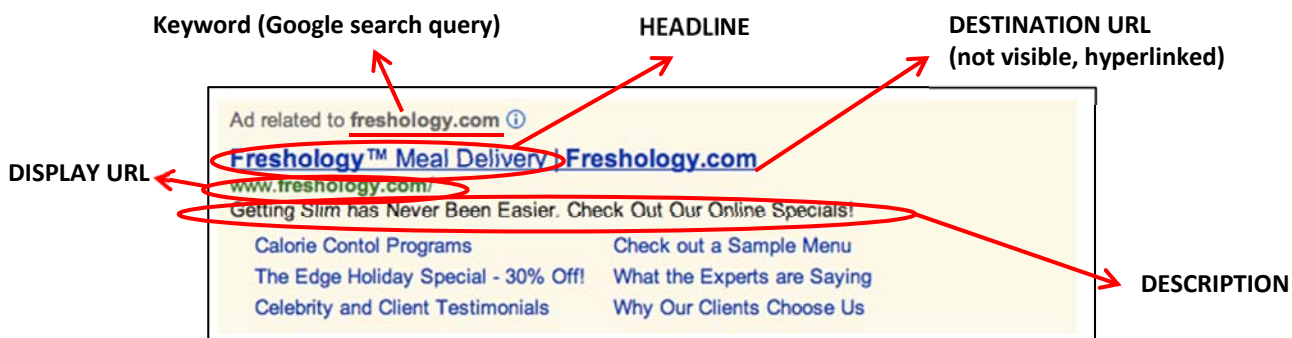 Keyword (Google search query)
HEADLINE
DESTINATION URL
(not visible, hyperlinked)
Ad related to freshology.com ⓘ
Freshology™ Meal Delivery | Freshology.com
DISPLAY URL
www.freshology.com/
Getting Slim has Never Been Easier. Check Out Our Online Specials!
Calorie Contol Programs
Check out a Sample Menu
The Edge Holiday Special - 30% Off!
What the Experts are Saying
DESCRIPTION
Celebrity and Client Testimonials
Why Our Clients Choose Us